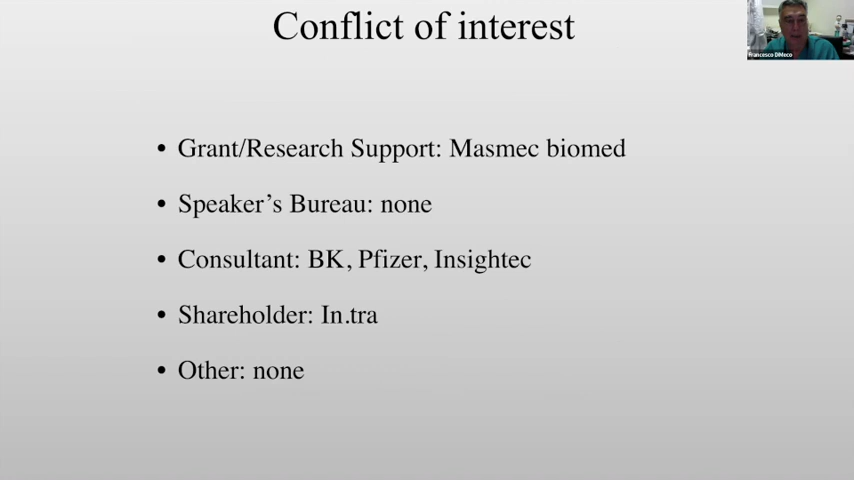 Conflict of interest
Francesco DiMeco
• Grant/Research Support: Masmec biomed
• Speaker’s Bureau: none
• Consultant: BK, Pfizer, Insightec
• Shareholder: In.tra
• Other: none